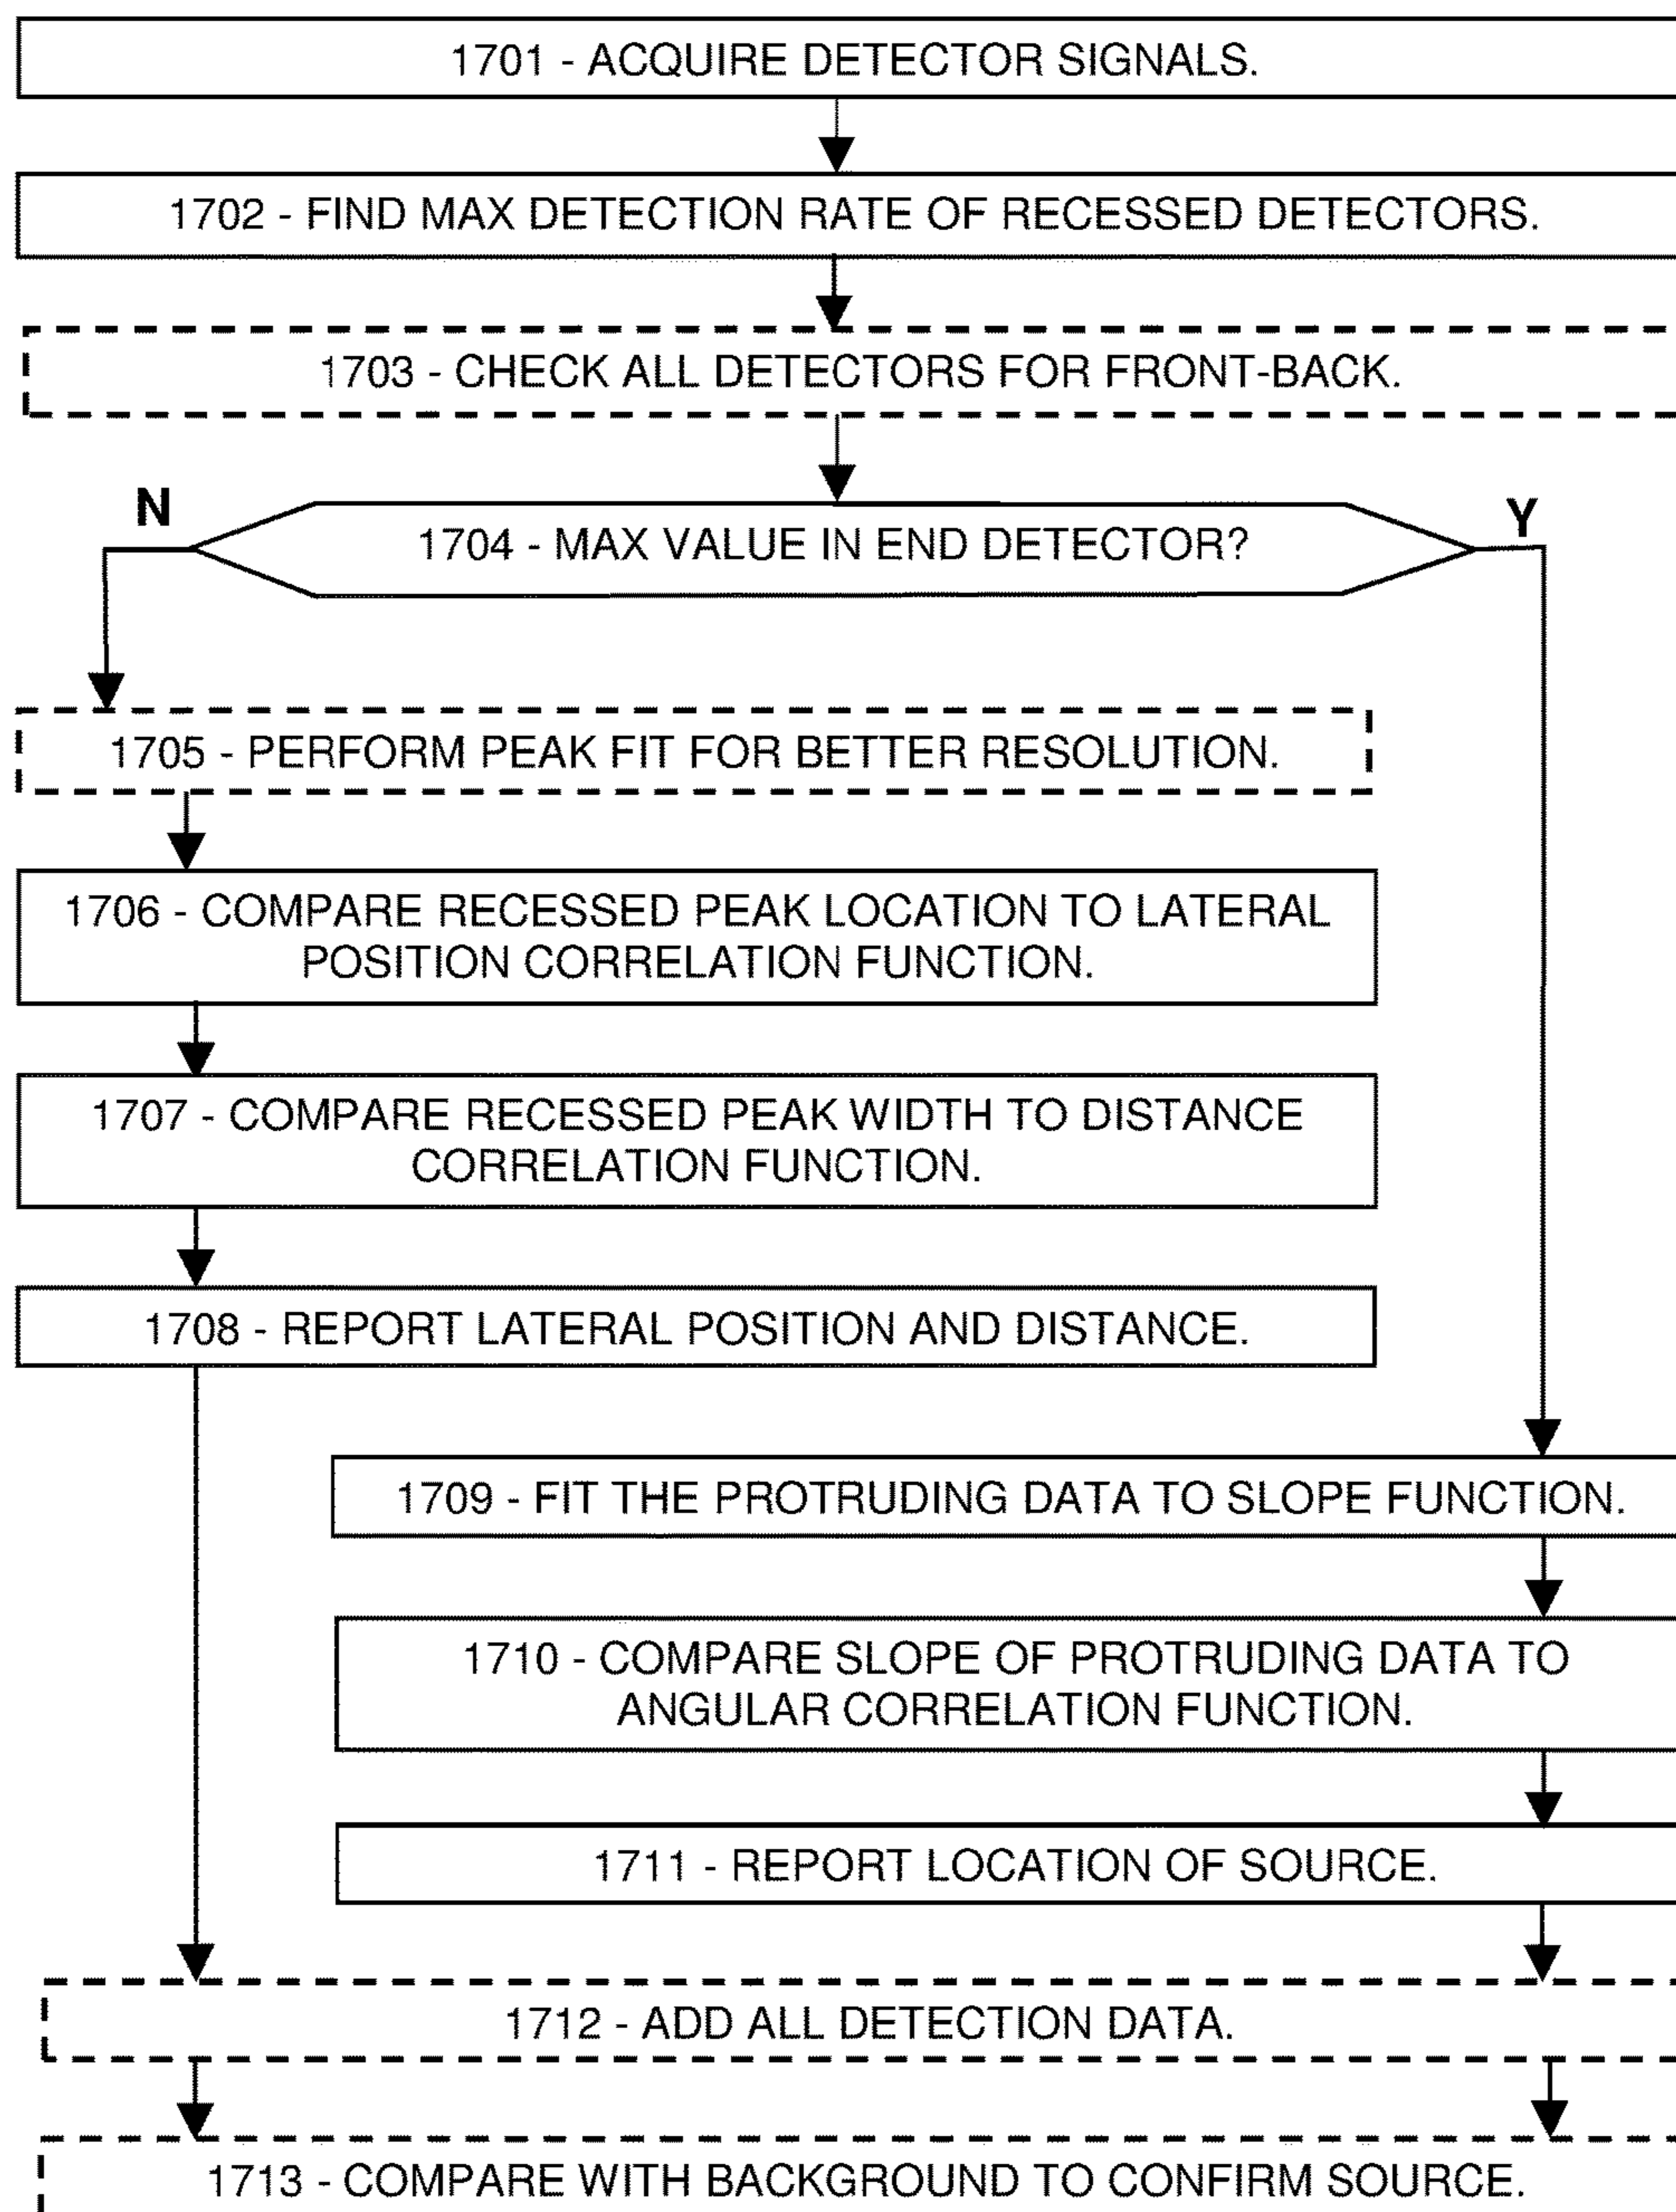 1701 - ACQUIRE DETECTOR SIGNALS.
1702 - FIND MAX DETECTION RATE OF RECESSED DETECTORS.
1703 - CHECK ALL DETECTORS FOR FRONT-BACK.
N
Y
1704 - MAX VALUE IN END DETECTOR?
1705 - PERFORM PEAK FIT FOR BETTER RESOLUTION.
1706 - COMPARE RECESSED PEAK LOCATION TO LATERAL
POSITION CORRELATION FUNCTION.
1707 - COMPARE RECESSED PEAK WIDTH TO DISTANCE
CORRELATION FUNCTION.
1708 - REPORT LATERAL POSITION AND DISTANCE.
1709 - FIT THE PROTRUDING DATA TO SLOPE FUNCTION.
1710 - COMPARE SLOPE OF PROTRUDING DATA TO
ANGULAR CORRELATION FUNCTION.
1711 - REPORT LOCATION OF SOURCE.
1712 - ADD ALL DETECTION DATA.
1713 - COMPARE WITH BACKGROUND TO CONFIRM SOURCE.